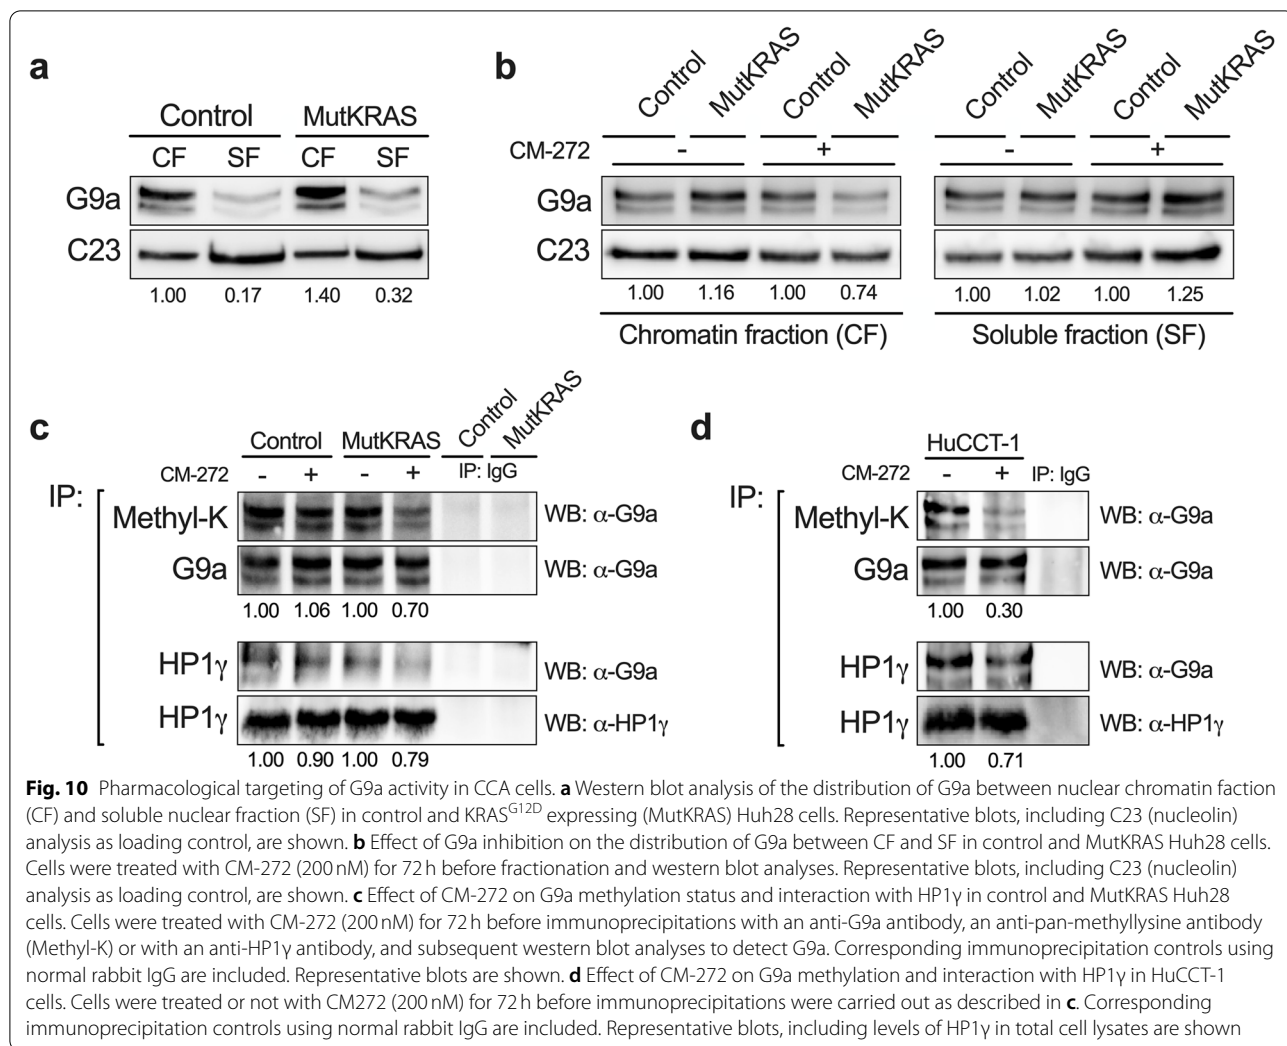 a
Control MutKRAS
CF SF CF SF
G9a
C23
1.00 0.17 1.40 0.32
b
Control MutKRAS Control MutKRAS Control MutKRAS Control MutKRAS
CM-272 - + - +
G9a
C23
1.00 1.16 1.00 0.74 1.00 1.02 1.00 1.25
Chromatin fraction (CF) Soluble fraction (SF)
c
Control MutKRAS Control MutKRAS
CM-272 - + - + IP: IgG
IP:
Methyl-K WB: α-G9a
G9a WB: α-G9a
1.00 1.06 1.00 0.70
HP1γ WB: α-G9a
HP1γ WB: α-HP1γ
1.00 0.90 1.00 0.79
d
HuCCT-1
CM-272 - + IP: IgG
IP:
Methyl-K WB: α-G9a
G9a WB: α-G9a
1.00 0.30
HP1γ WB: α-G9a
HP1γ WB: α-HP1γ
1.00 0.71
Fig. 10 Pharmacological targeting of G9a activity in CCA cells. a Western blot analysis of the distribution of G9a between nuclear chromatin faction
(CF) and soluble nuclear fraction (SF) in control and KRASG12D expressing (MutKRAS) Huh28 cells. Representative blots, including C23 (nucleolin)
analysis as loading control, are shown. b Effect of G9a inhibition on the distribution of G9a between CF and SF in control and MutKRAS Huh28 cells.
Cells were treated with CM-272 (200 nM) for 72 h before fractionation and western blot analyses. Representative blots, including C23 (nucleolin)
analysis as loading control, are shown. c Effect of CM-272 on G9a methylation status and interaction with HP1γ in control and MutKRAS Huh28
cells. Cells were treated with CM-272 (200 nM) for 72 h before immunoprecipitations with an anti-G9a antibody, an anti-pan-methyllysine antibody
(Methyl-K) or with an anti-HP1γ antibody, and subsequent western blot analyses to detect G9a. Corresponding immunoprecipitation controls using
normal rabbit IgG are included. Representative blots are shown. d Effect of CM-272 on G9a methylation and interaction with HP1γ in HuCCT-1
cells. Cells were treated or not with CM272 (200 nM) for 72 h before immunoprecipitations were carried out as described in c. Corresponding
immunoprecipitation controls using normal rabbit IgG are included. Representative blots, including levels of HP1γ in total cell lysates are shown